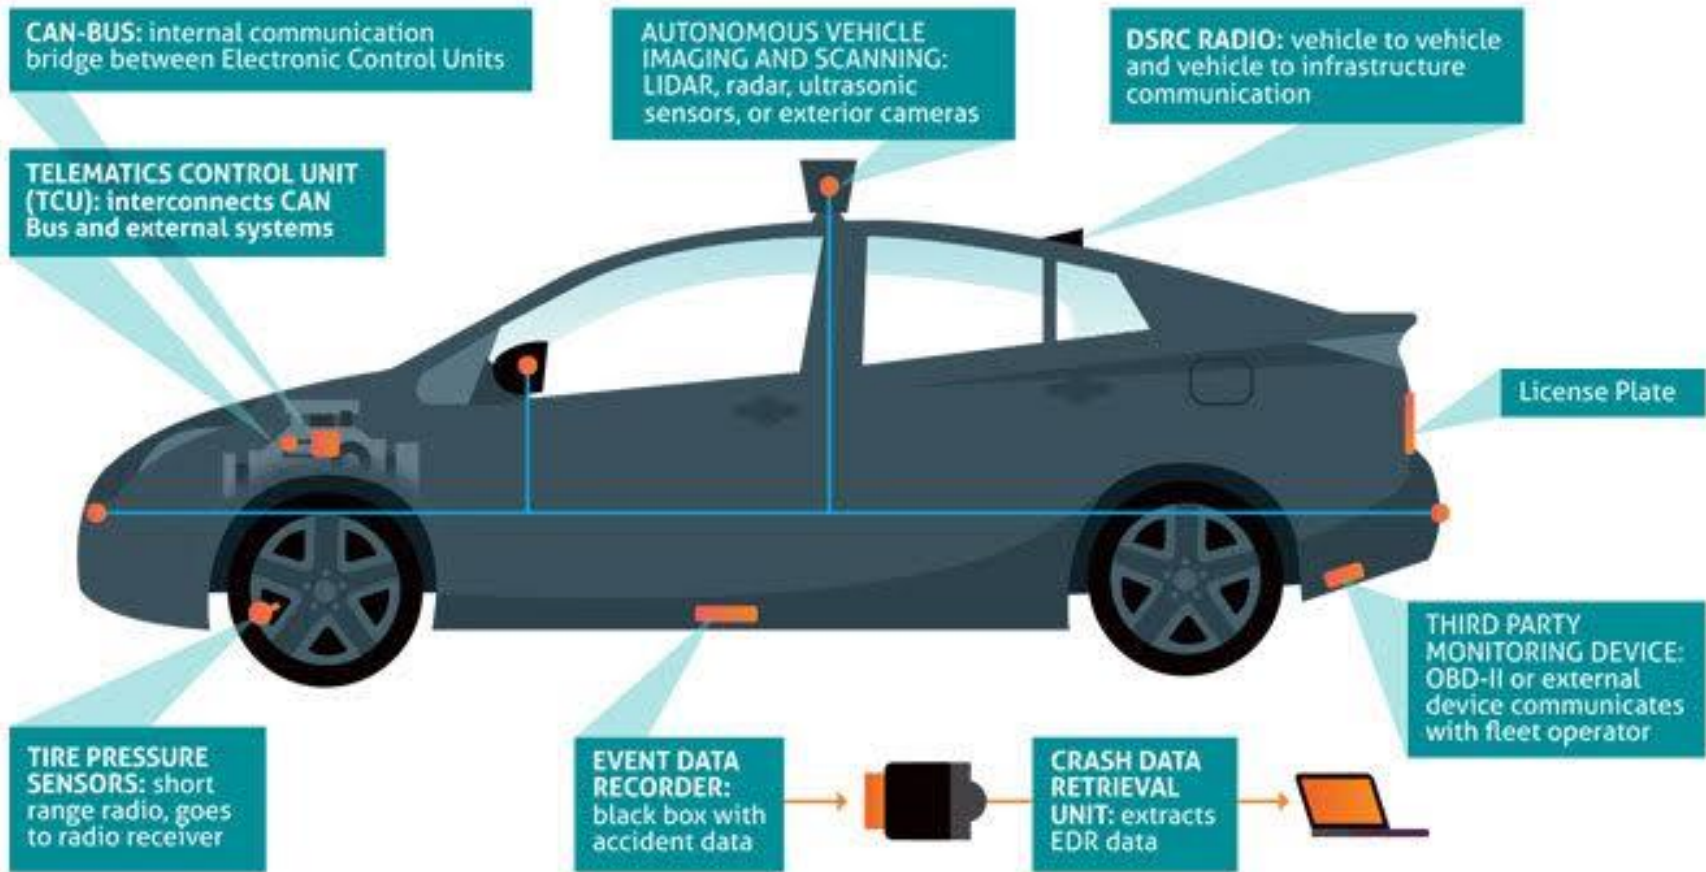 CAN-BUS: internal communication
bridge between Electronic Control Units
AUTONOMOUS VEHICLE
IMAGING AND SCANNING:
LIDAR, radar, ultrasonic
sensors, or exterior cameras
DSRC RADIO: vehicle to vehicle
and vehicle to infrastructure
communication
TELEMATICS CONTROL UNIT
(TCU): interconnects CAN
Bus and external systems
License Plate
THIRD PARTY
MONITORING DEVICE:
OBD-II or external
device communicates
with fleet operator
TIRE PRESSURE
SENSORS: short
range radio, goes
to radio receiver
EVENT DATA
RECORDER:
black box with
accident data
CRASH DATA
RETRIEVAL
UNIT: extracts
EDR data